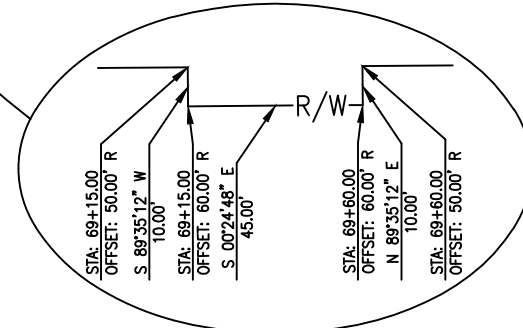 R/W
STA: 69+15.00
OFFSET: 50.00' R
S 89°35'12" W
10.00'
STA: 69+15.00
OFFSET: 60.00' R
S 00°24'48" E
45.00'
STA: 69+60.00
OFFSET: 60.00' R
N 89°35'12" E
10.00'
STA: 69+60.00
OFFSET: 50.00' R